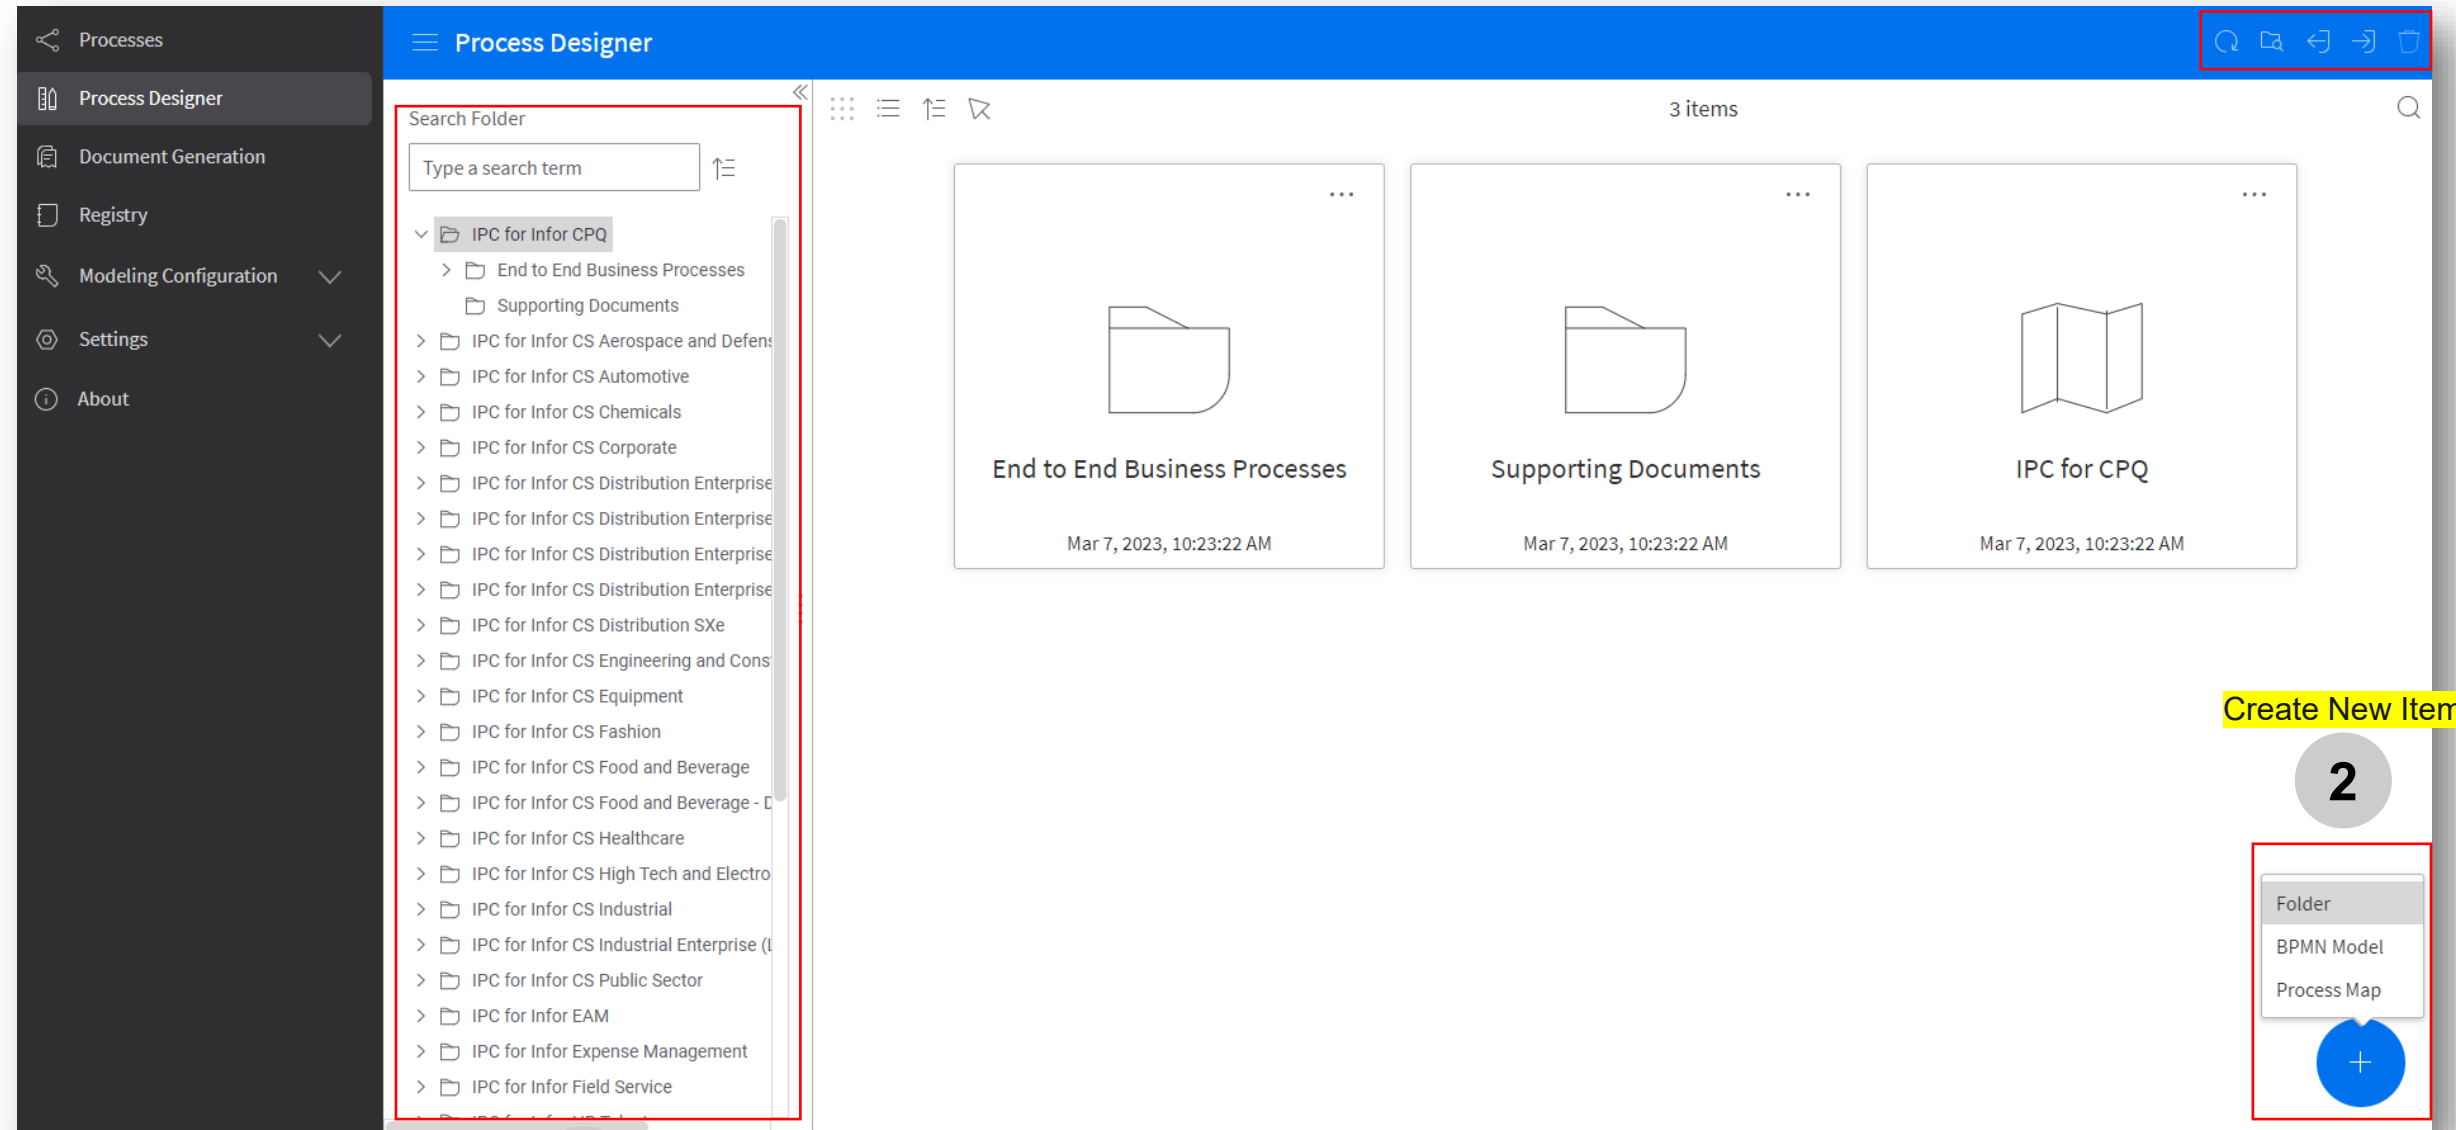 Processes
Process Designer
Document Generation
Registry
Modeling Configuration
Settings
About
Process Designer
Search Folder
Type a search term
IPC for Infor CPQ
End to End Business Processes
Supporting Documents
IPC for Infor CS Aerospace and Defens
IPC for Infor CS Automotive
IPC for Infor CS Chemicals
IPC for Infor CS Corporate
IPC for Infor CS Distribution Enterprise
IPC for Infor CS Distribution Enterprise
IPC for Infor CS Distribution Enterprise
IPC for Infor CS Distribution Enterprise
IPC for Infor CS Distribution SXe
IPC for Infor CS Engineering and Cons
IPC for Infor CS Equipment
IPC for Infor CS Fashion
IPC for Infor CS Food and Beverage
IPC for Infor CS Food and Beverage - D
IPC for Infor CS Healthcare
IPC for Infor CS High Tech and Electro
IPC for Infor CS Industrial
IPC for Infor CS Industrial Enterprise (L
IPC for Infor CS Public Sector
IPC for Infor EAM
IPC for Infor Expense Management
IPC for Infor Field Service
3 items
End to End Business Processes
Mar 7, 2023, 10:23:22 AM
Supporting Documents
Mar 7, 2023, 10:23:22 AM
IPC for CPQ
Mar 7, 2023, 10:23:22 AM
Create New Item
2
Folder
BPMN Model
Process Map